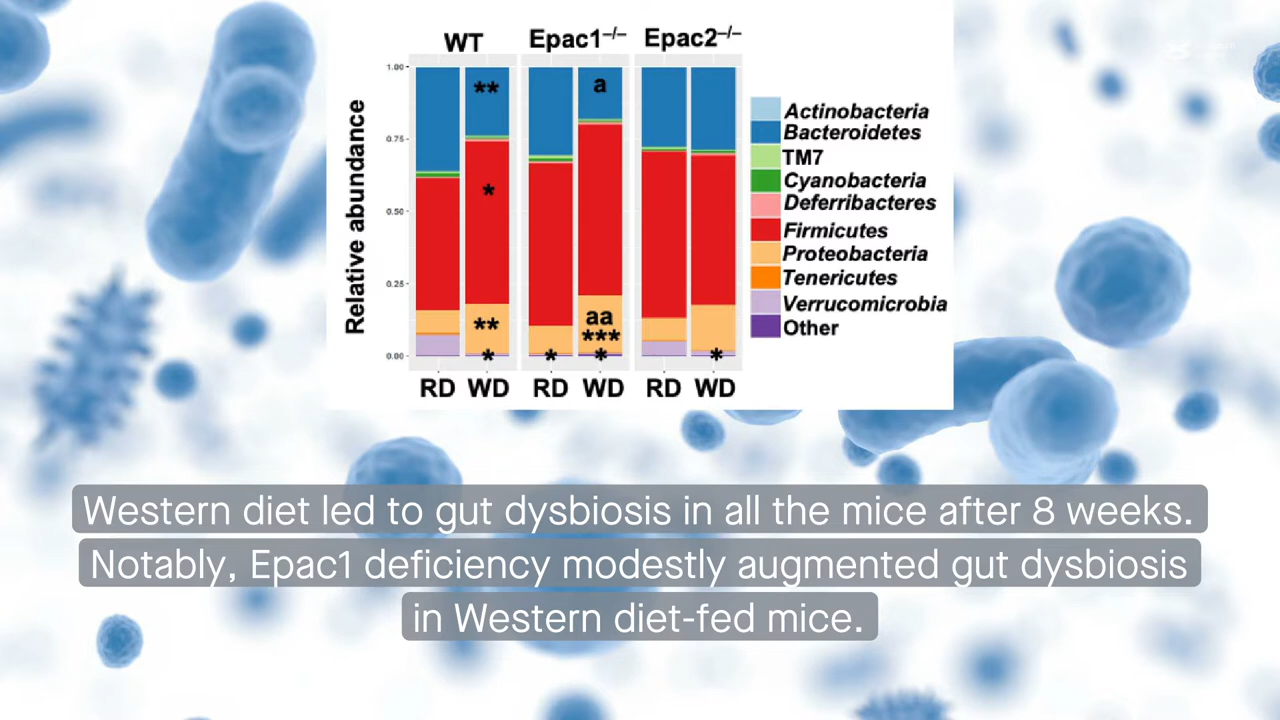 WT Epac1–/– Epac2–/–
Relative abundance
1.00
0.75
0.50
0.25
0.00
** a
*
** aa
***
* * * *
RD WD RD WD RD WD
Actinobacteria
Bacteroidetes
TM7
Cyanobacteria
Deferribacteres
Firmicutes
Proteobacteria
Tenericutes
Verrucomicrobia
Other
Western diet led to gut dysbiosis in all the mice after 8 weeks.
Notably, Epac1 deficiency modestly augmented gut dysbiosis
in Western diet-fed mice.